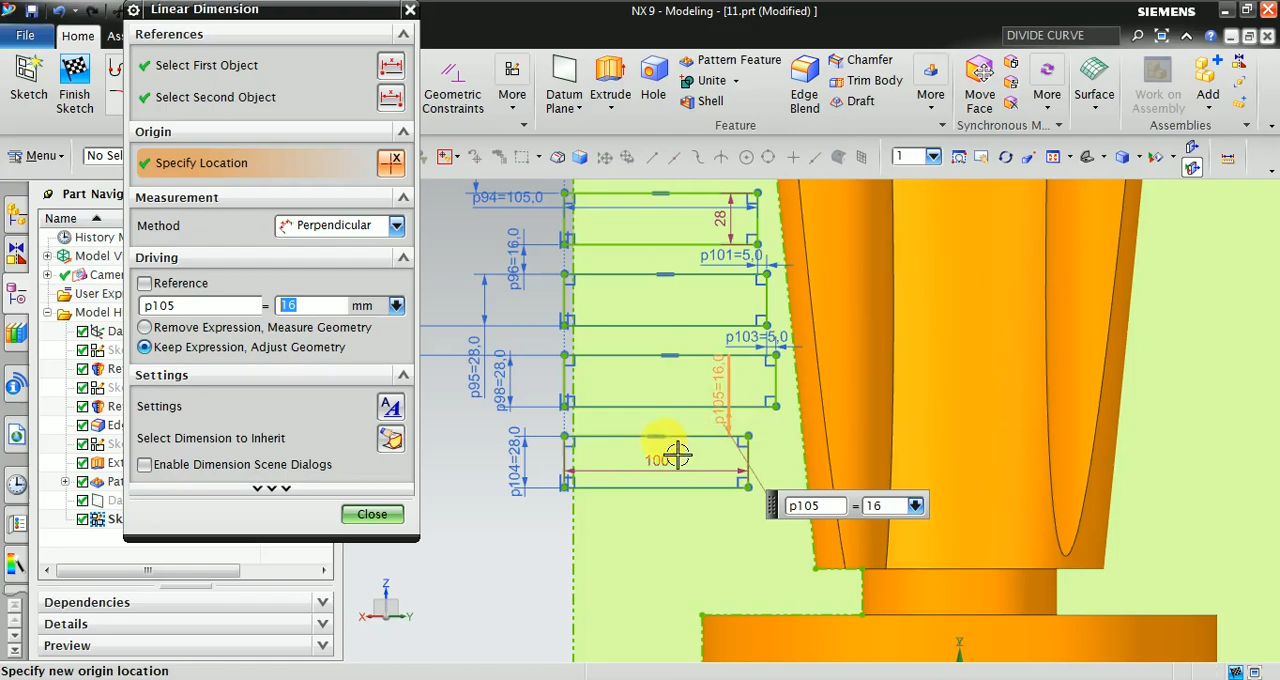 Linear Dimension
NX 9 - Modeling - [11.prt (Modified) ]
SIEMENS
File
Home
DIVIDE CURVE
References
Select First Object
Select Second Object
Origin
Specify Location
Measurement
Method
Perpendicular
Driving
Reference
p105
=
16
mm
Remove Expression, Measure Geometry
Keep Expression, Adjust Geometry
Settings
Settings
Select Dimension to Inherit
Enable Dimension Scene Dialogs
Close
Sketch
Finish
Sketch
Geometric
Constraints
More
Datum
Plane
Extrude
Hole
Pattern Feature
Unite
Shell
Edge
Blend
Chamfer
Trim Body
Draft
More
Feature
Move
Face
More
Synchronous M...
Surface
Work on
Assembly
Add
Assemblies
Menu
1
Part Navig
Name
History M
Model V
Camer
User Exp
Model Hi
Dependencies
Details
Preview
p94=105,0
28
p96=16,0
p101=5,0
p95=28,0
p98=28,0
p103=5,0
p105=16,0
p104=28,0
100
p105
= 16
Z
X
Y
Y
Specify new origin location